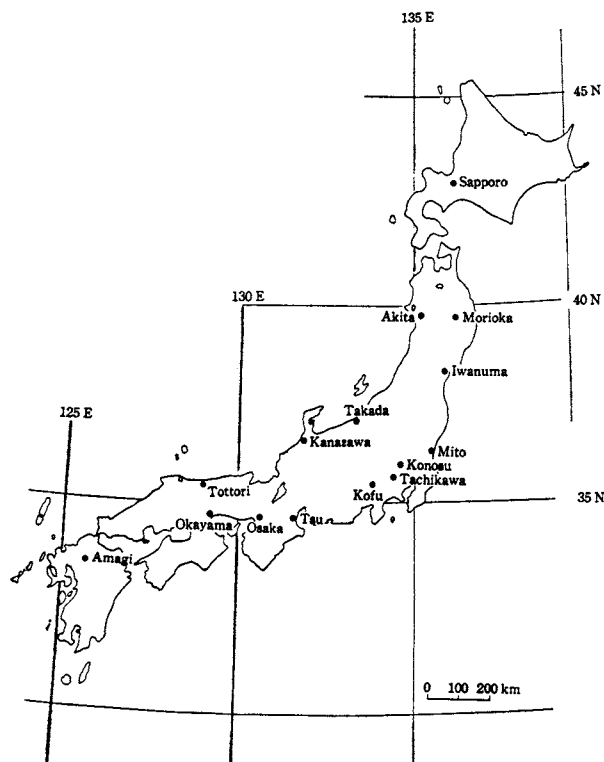 135 E
45 N
Sapporo
130 E
40 N
Akita
Morioka
Iwanuma
125 E
Takada
Kanazawa
Mito
Konosu
Tottori
Tachikawa
Kofu
35 N
Okayama
Osaka
Tsu
Amagi
0 100 200 km